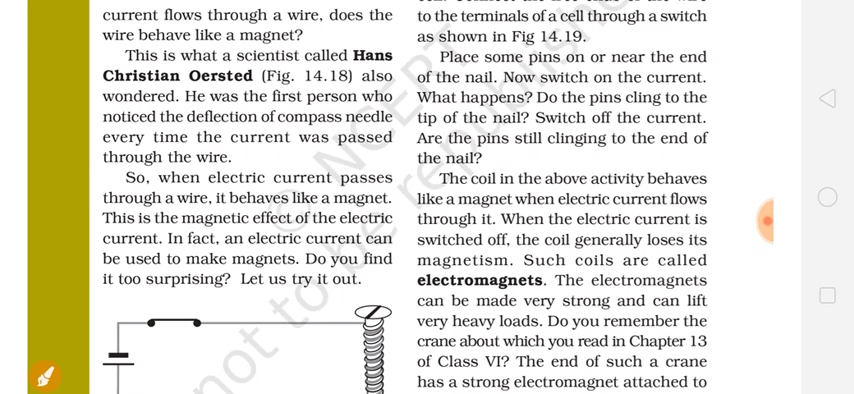 current flows through a wire, does the
wire behave like a magnet?
This is what a scientist called Hans
Christian Oersted (Fig. 14.18) also
wondered. He was the first person who
noticed the deflection of compass needle
every time the current was passed
through the wire.
So, when electric current passes
through a wire, it behaves like a magnet.
This is the magnetic effect of the electric
current. In fact, an electric current can
be used to make magnets. Do you find
it too surprising? Let us try it out.
to the terminals of a cell through a switch
as shown in Fig 14.19.
Place some pins on or near the end
of the nail. Now switch on the current.
What happens? Do the pins cling to the
tip of the nail? Switch off the current.
Are the pins still clinging to the end of
the nail?
The coil in the above activity behaves
like a magnet when electric current flows
through it. When the electric current is
switched off, the coil generally loses its
magnetism. Such coils are called
electromagnets. The electromagnets
can be made very strong and can lift
very heavy loads. Do you remember the
crane about which you read in Chapter 13
of Class VI? The end of such a crane
has a strong electromagnet attached to
© NCERT
not to be republishe